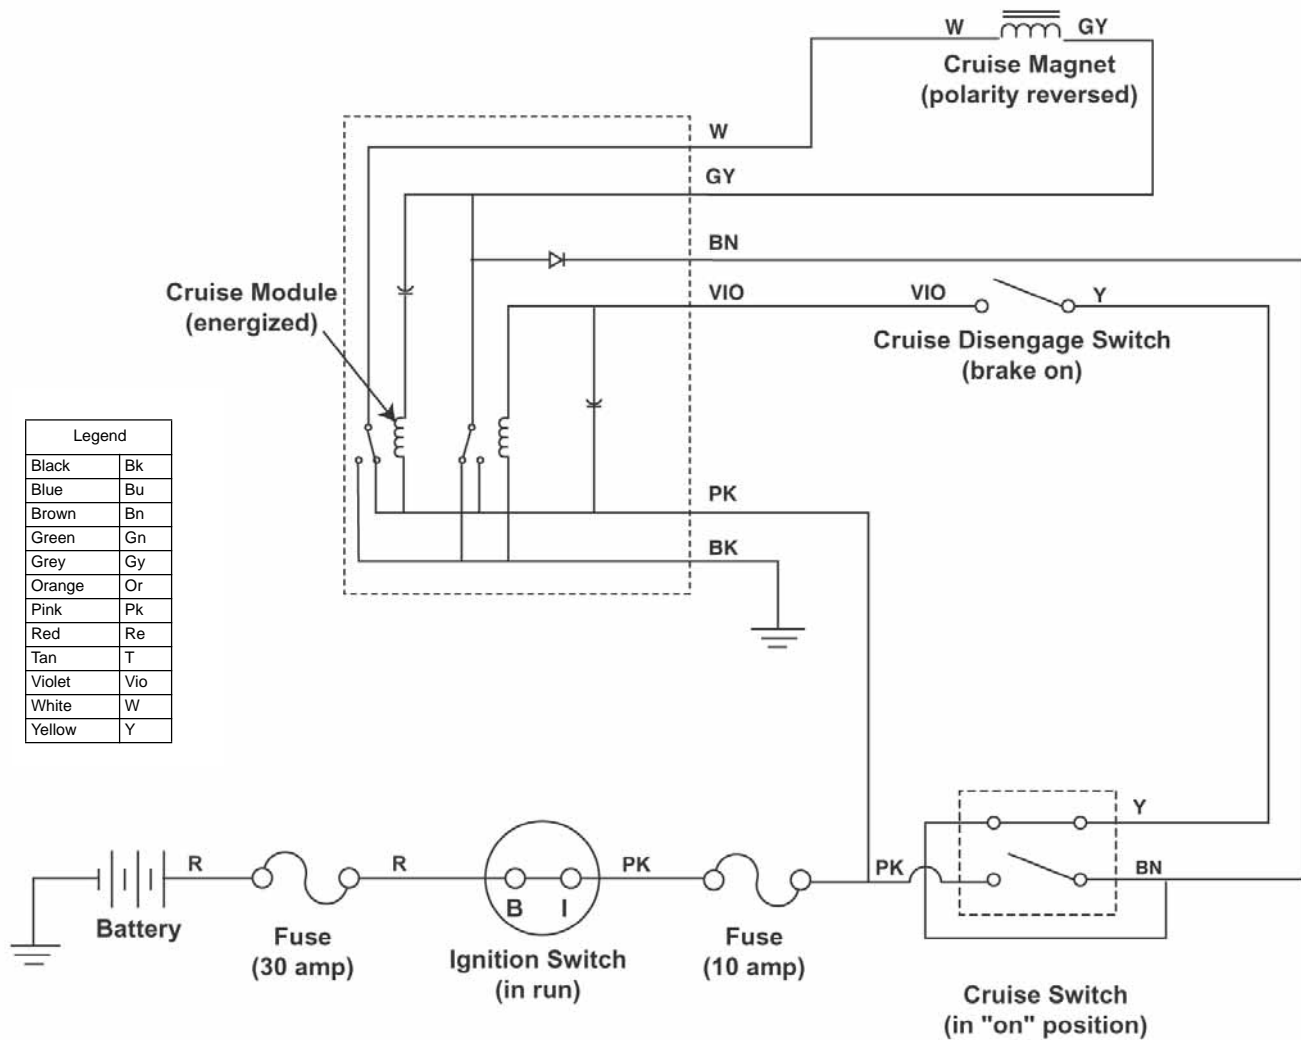 W
GY
Cruise Magnet
(polarity reversed)
W
GY
BN
Cruise Module
(energized)
VIO
VIO
Y
Cruise Disengage Switch
(brake on)
Legend
Black Bk
Blue Bu
Brown Bn
Green Gn
Grey Gy
Orange Or
Pink Pk
Red Re
Tan T
Violet Vio
White W
Yellow Y
PK
BK
Y
R
R
PK
PK
BN
B I
Battery
Fuse
(30 amp)
Ignition Switch
(in run)
Fuse
(10 amp)
Cruise Switch
(in "on" position)